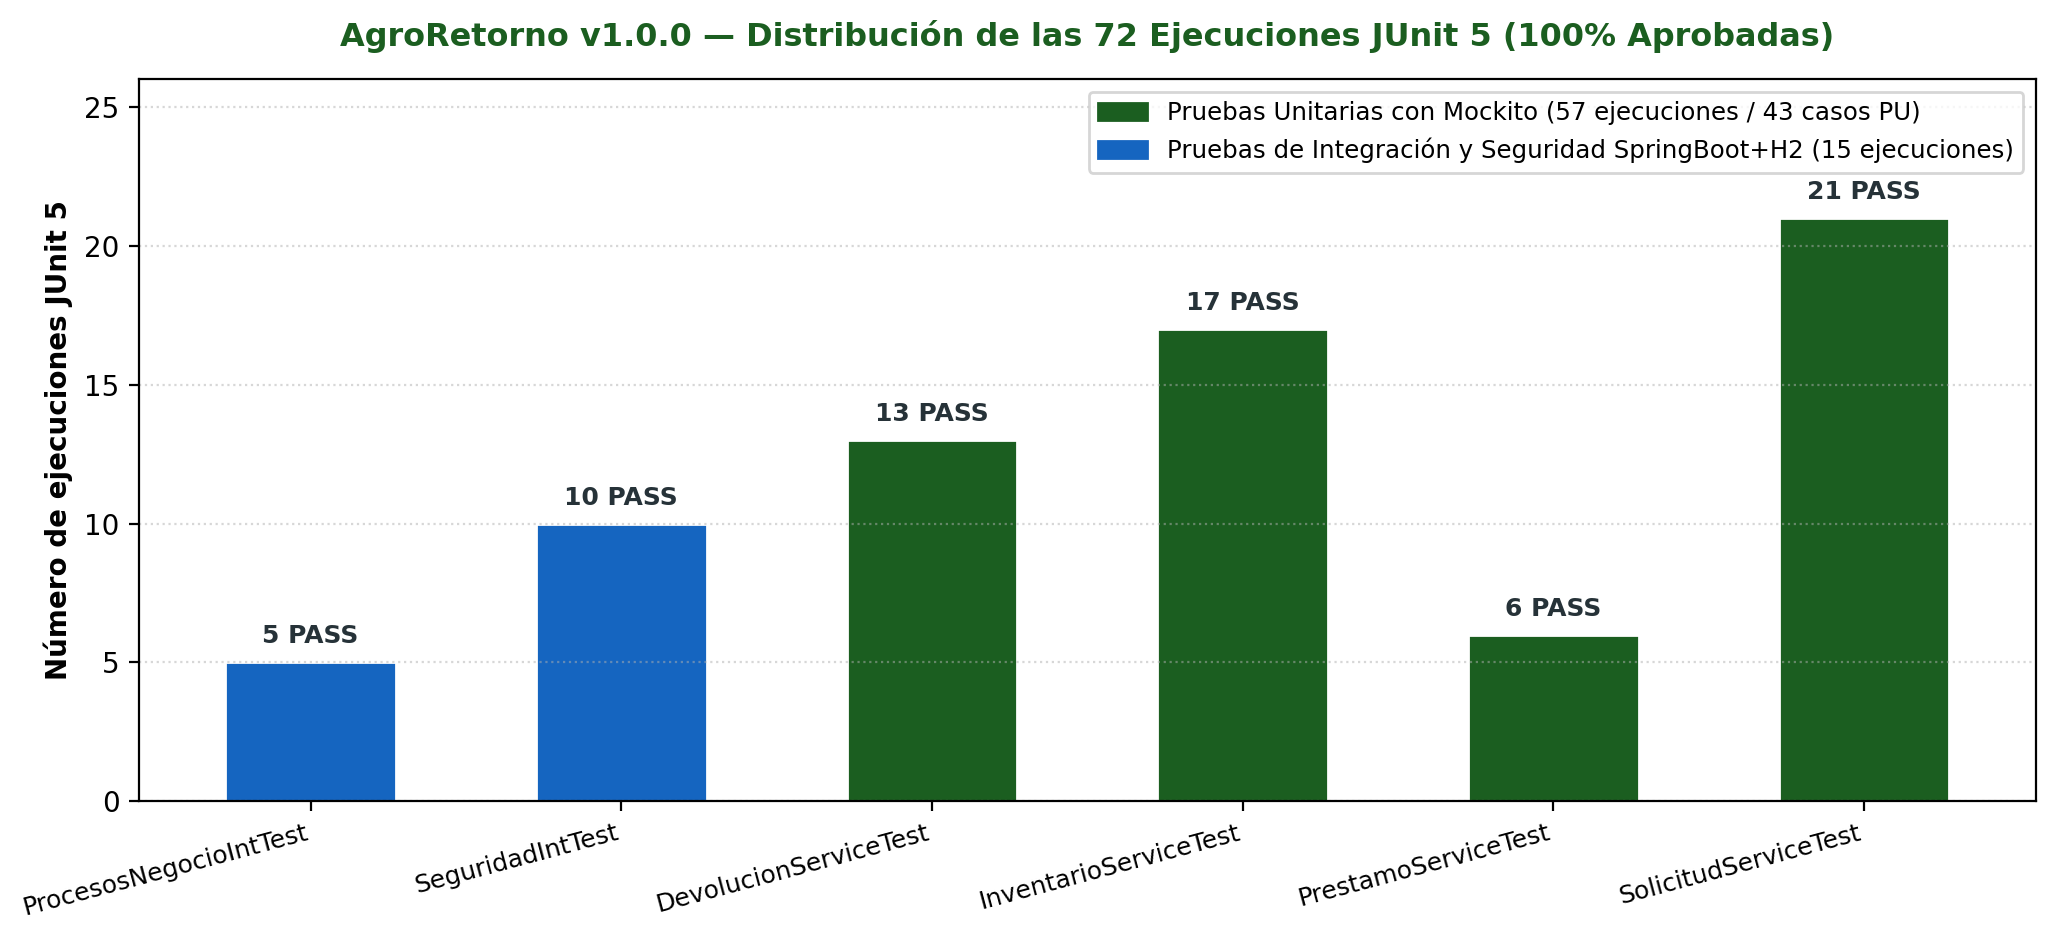 AgroRetorno v1.0.0 — Distribución de las 72 Ejecuciones JUnit 5 (100% Aprobadas)
Pruebas Unitarias con Mockito (57 ejecuciones / 43 casos PU)
Pruebas de Integración y Seguridad SpringBoot+H2 (15 ejecuciones)
Número de ejecuciones JUnit 5
25
20
15
10
5
0
5 PASS
10 PASS
13 PASS
17 PASS
6 PASS
21 PASS
ProcesosNegocioIntTest
SeguridadIntTest
DevolucionServiceTest
InventarioServiceTest
PrestamoServiceTest
SolicitudServiceTest